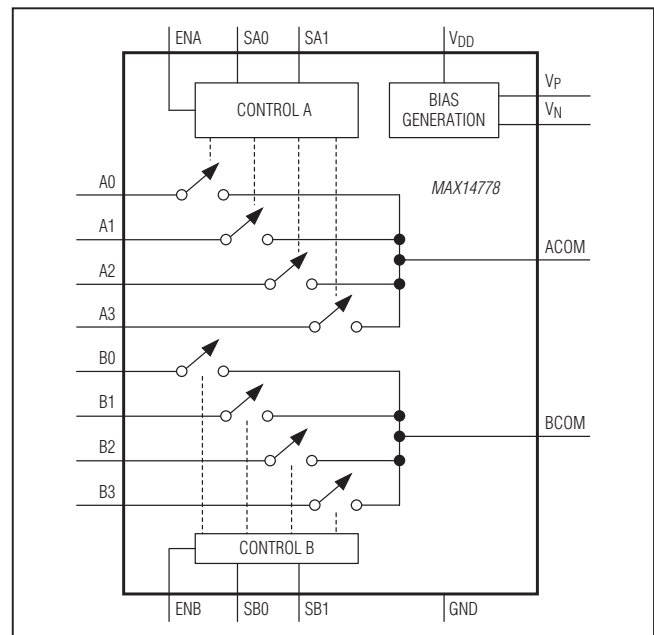 ENA SA0 SA1 VDD
VP
CONTROL A
BIAS
GENERATION
VN
A0
MAX14778
A1
ACOM
A2
A3
B0
B1
BCOM
B2
B3
CONTROL B
ENB SB0 SB1 GND